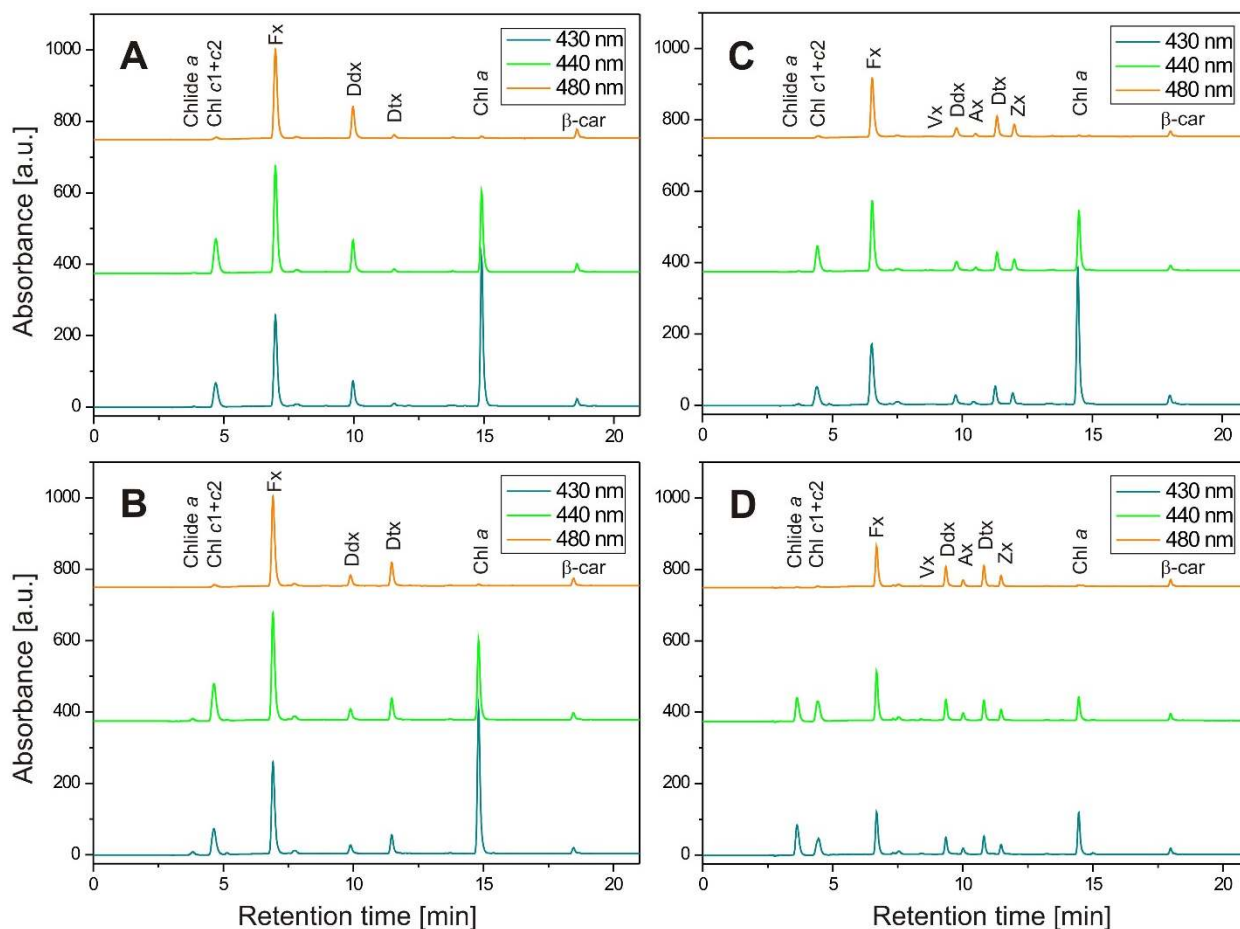 A
Chlide a
Chl c1+c2
Fx
Ddx
Dtx
Chl a
β-car
430 nm
440 nm
480 nm
1000
800
600
400
200
0
0 5 10 15 20
Absorbance [a.u.]
C
Chlide a
Chl c1+c2
Fx
Vx
Ddx
Ax
Dtx
Zx
Chl a
β-car
430 nm
440 nm
480 nm
1000
800
600
400
200
0
0 5 10 15 20
B
Chlide a
Chl c1+c2
Fx
Ddx
Dtx
Chl a
β-car
430 nm
440 nm
480 nm
1000
800
600
400
200
0
0 5 10 15 20
Absorbance [a.u.]
Retention time [min]
D
Chlide a
Chl c1+c2
Fx
Vx
Ddx
Ax
Dtx
Zx
Chl a
β-car
430 nm
440 nm
480 nm
1000
800
600
400
200
0
0 5 10 15 20
Retention time [min]